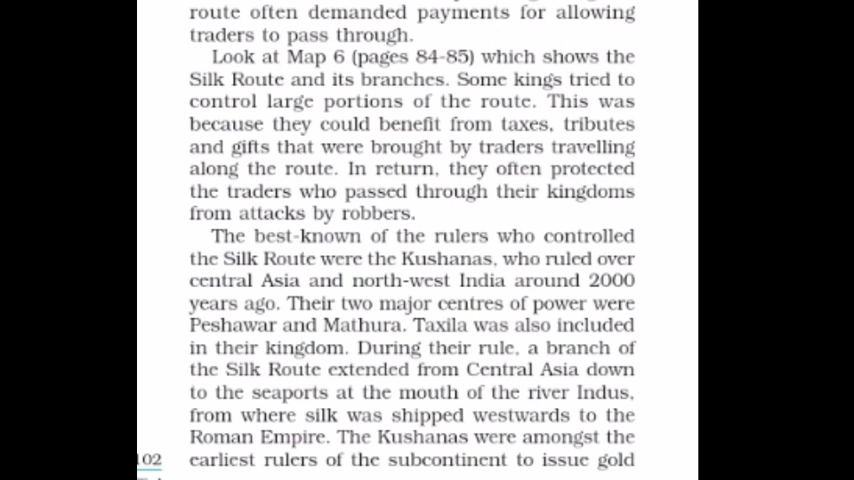 route often demanded payments for allowing
traders to pass through.
Look at Map 6 (pages 84-85) which shows the
Silk Route and its branches. Some kings tried to
control large portions of the route. This was
because they could benefit from taxes, tributes
and gifts that were brought by traders travelling
along the route. In return, they often protected
the traders who passed through their kingdoms
from attacks by robbers.
The best-known of the rulers who controlled
the Silk Route were the Kushanas, who ruled over
central Asia and north-west India around 2000
years ago. Their two major centres of power were
Peshawar and Mathura. Taxila was also included
in their kingdom. During their rule, a branch of
the Silk Route extended from Central Asia down
to the seaports at the mouth of the river Indus,
from where silk was shipped westwards to the
Roman Empire. The Kushanas were amongst the
earliest rulers of the subcontinent to issue gold
102